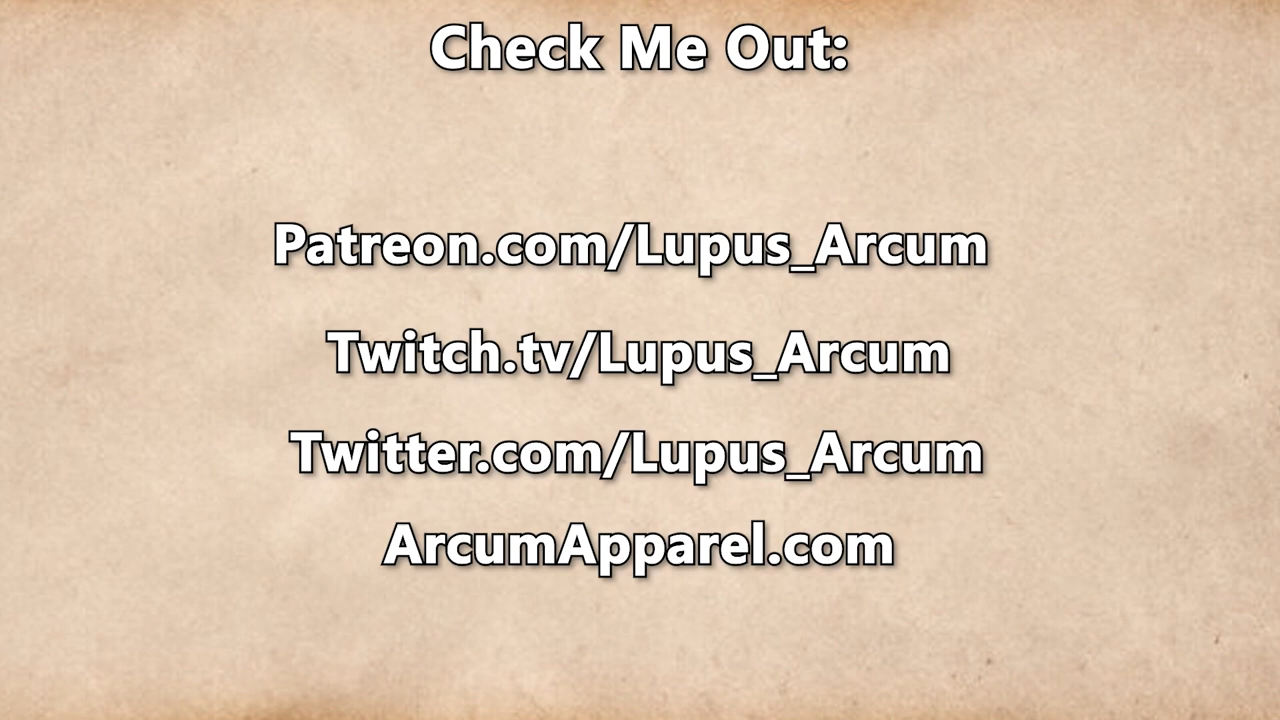 Check Me Out:
Patreon.com/Lupus_Arcum
Twitch.tv/Lupus_Arcum
Twitter.com/Lupus_Arcum
ArcumApparel.com